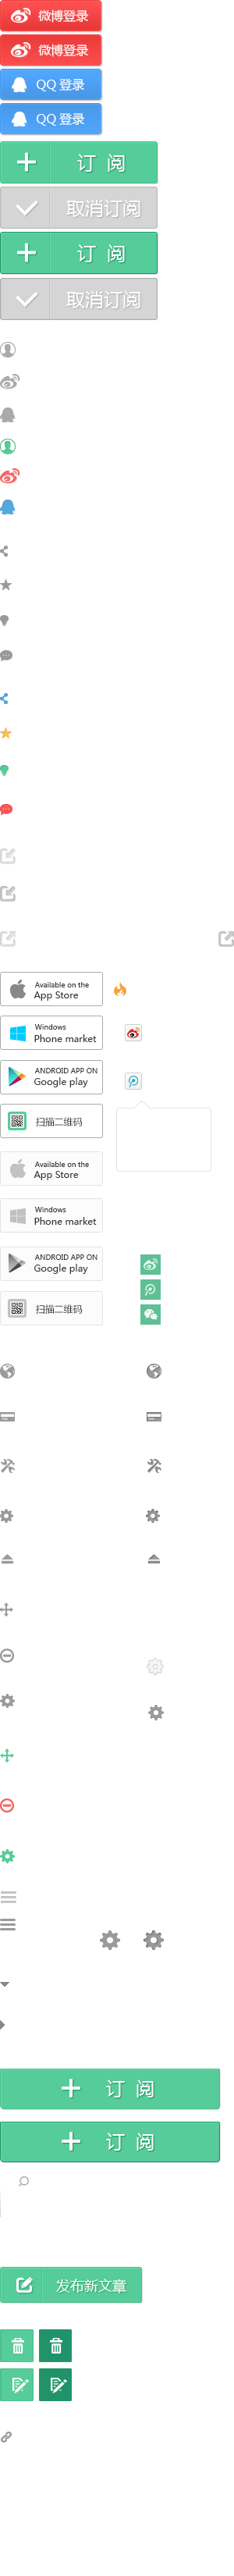 微博登录
微博登录
QQ 登录
QQ 登录
订 阅
取消订阅
订 阅
取消订阅
Available on the
App Store
Windows
Phone market
ANDROID APP ON
Google play
扫描二维码
Available on the
App Store
Windows
Phone market
ANDROID APP ON
Google play
扫描二维码
订 阅
订 阅
发布新文章